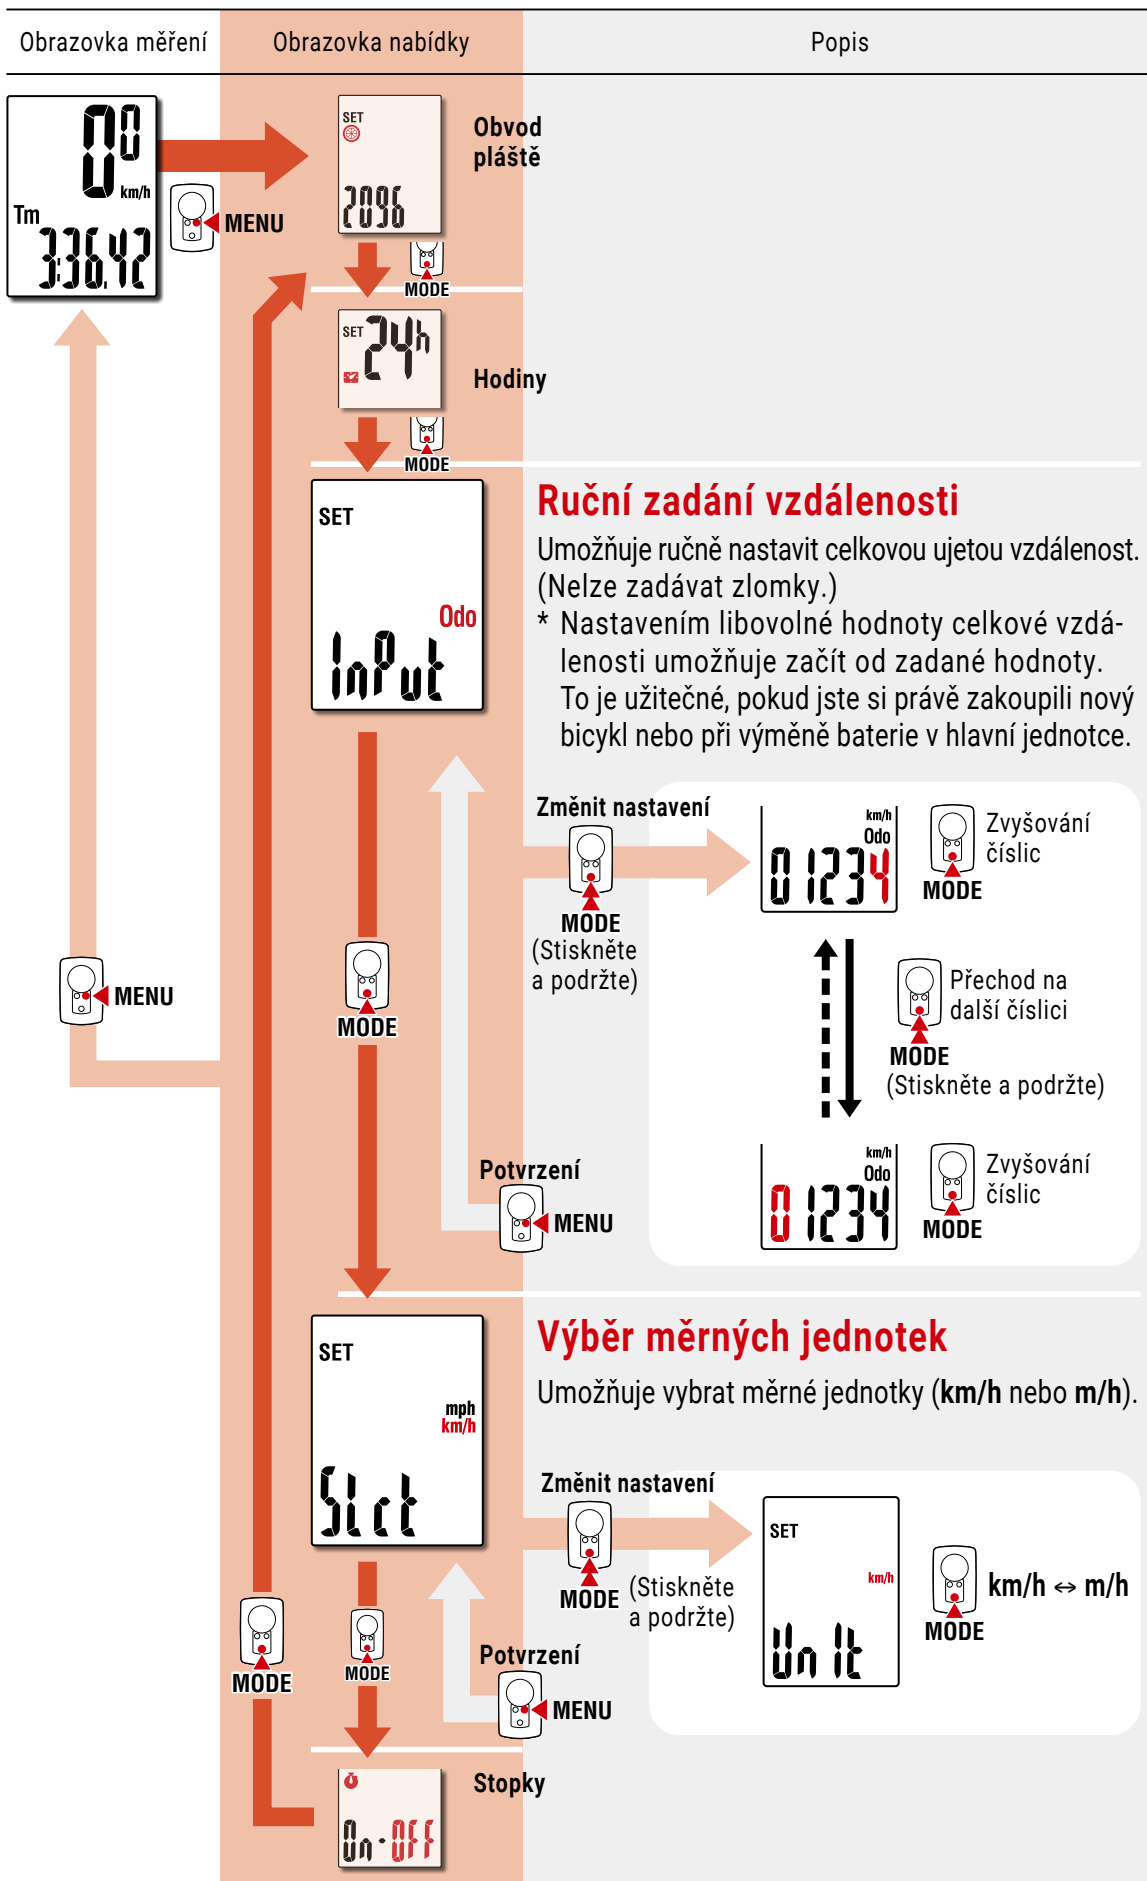 Obrazovka měření
Obrazovka nabídky
Popis
0 0
km/h
Tm
3:36.42
MENU
SET
2096
Obvod
pláště
MODE
SET
24h
Hodiny
MODE
SET
Odo
InPut
Ruční zadání vzdálenosti
Umožňuje ručně nastavit celkovou ujetou vzdálenost.
(Nelze zadávat zlomky.)
* Nastavením libovolné hodnoty celkové vzdá-
lenosti umožňuje začít od zadané hodnoty.
To je užitečné, pokud jste si právě zakoupili nový
bicykl nebo při výměně baterie v hlavní jednotce.
Změnit nastavení
MODE
(Stiskněte
a podržte)
km/h
Odo
01234
Zvyšování
číslic
MODE
MENU
MODE
Přechod na
další číslici
MODE
(Stiskněte a podržte)
Potvrzení
MENU
km/h
Odo
01234
Zvyšování
číslic
MODE
SET
mph
km/h
Slct
Výběr měrných jednotek
Umožňuje vybrat měrné jednotky (km/h nebo m/h).
Změnit nastavení
MODE
(Stiskněte
a podržte)
SET
km/h
Unit
km/h ↔ m/h
MODE
MODE
MODE
Potvrzení
MENU
Stopky
On-OFF